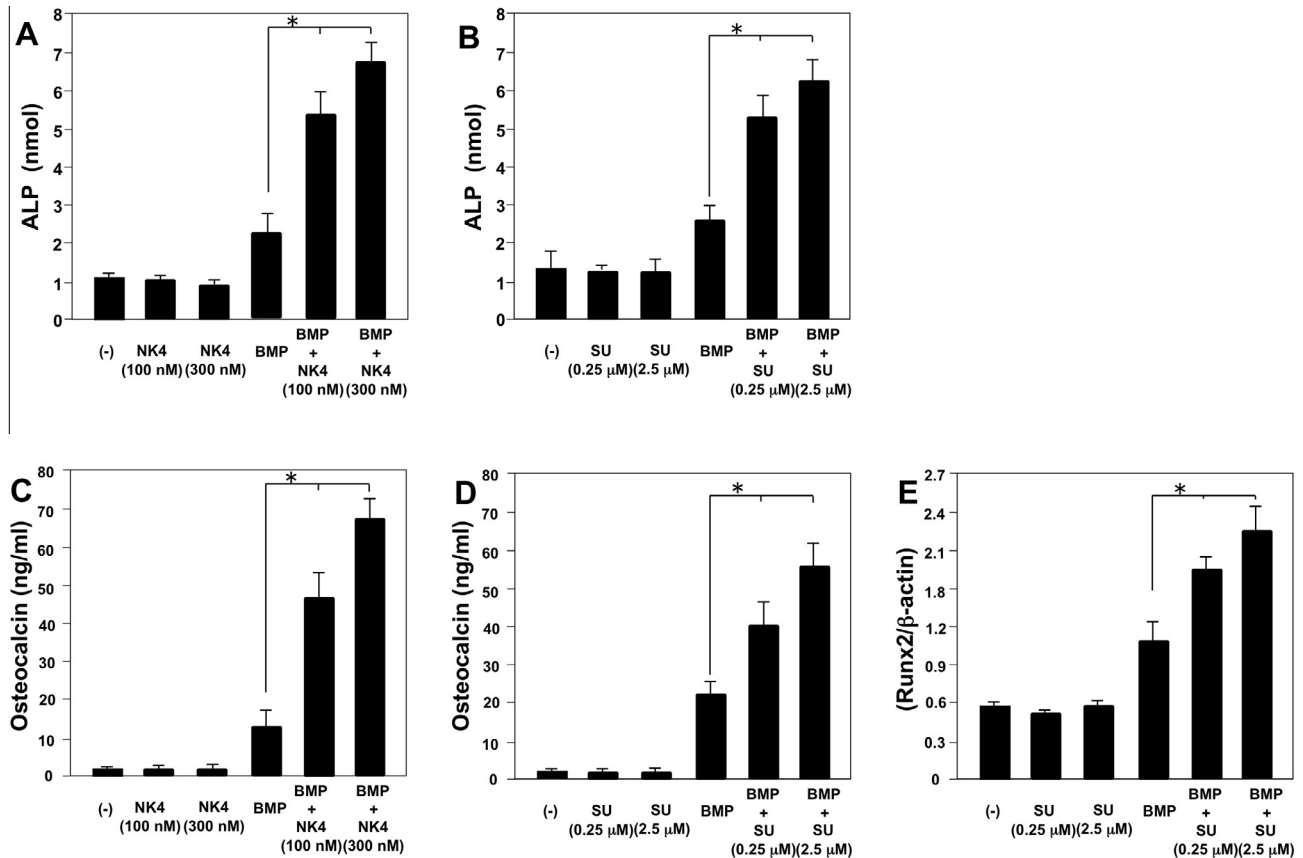 A
ALP (nmol)
8
7
6
5
4
3
2
1
0
*
(-)
NK4
(100 nM)
NK4
(300 nM)
BMP
BMP
+
NK4
(100 nM)
BMP
+
NK4
(300 nM)
B
ALP (nmol)
8
7
6
5
4
3
2
1
0
*
(-)
SU
(0.25 μM)
SU
(2.5 μM)
BMP
BMP
+
SU
(0.25 μM)
BMP
+
SU
(2.5 μM)
C
Osteocalcin (ng/ml)
80
70
60
50
40
30
20
10
0
*
(-)
NK4
(100 nM)
NK4
(300 nM)
BMP
BMP
+
NK4
(100 nM)
BMP
+
NK4
(300 nM)
D
Osteocalcin (ng/ml)
80
70
60
50
40
30
20
10
0
*
(-)
SU
(0.25 μM)
SU
(2.5 μM)
BMP
BMP
+
SU
(0.25 μM)
BMP
+
SU
(2.5 μM)
E
(Runx2/β-actin)
2.7
2.4
2.1
1.8
1.2
0.9
0.6
0.3
0
*
(-)
SU
(0.25 μM)
SU
(2.5 μM)
BMP
BMP
+
SU
(0.25 μM)
BMP
+
SU
(2.5 μM)